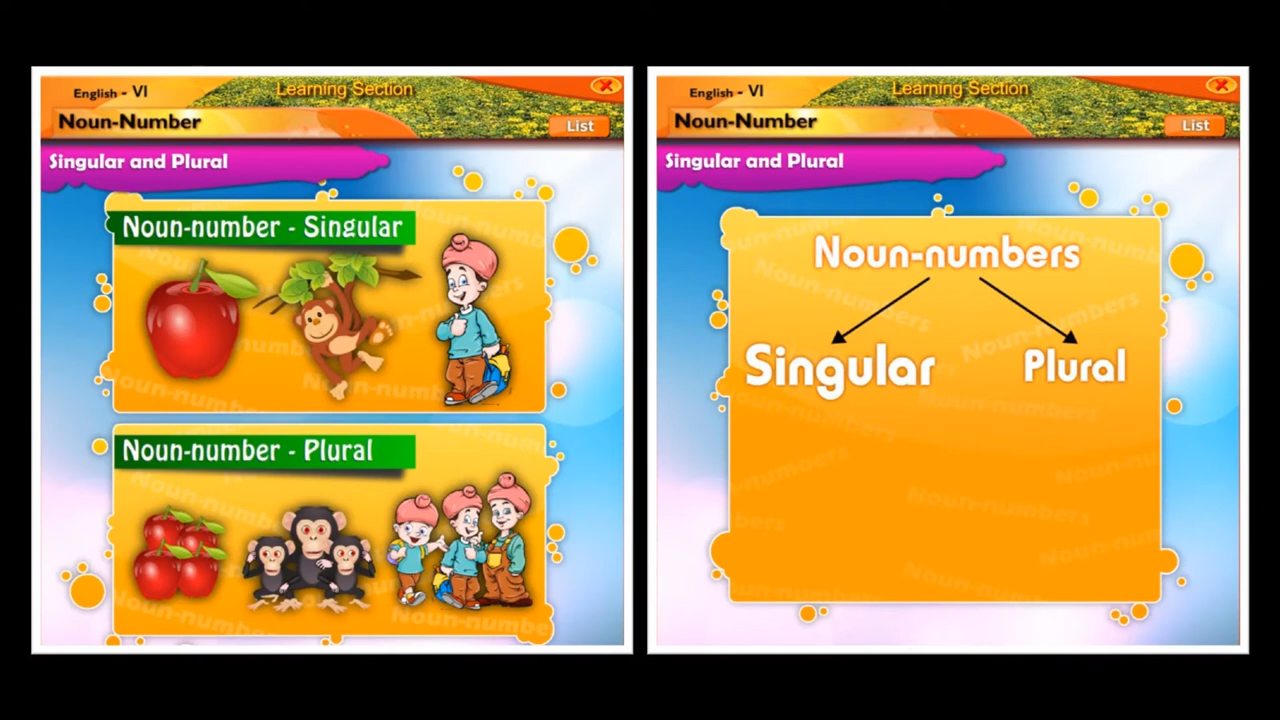 English - VI
Learning Section
Noun-Number
List
Singular and Plural
Noun-number - Singular
Noun-number - Plural
English - VI
Learning Section
Noun-Number
List
Singular and Plural
Noun-numbers
Singular Plural